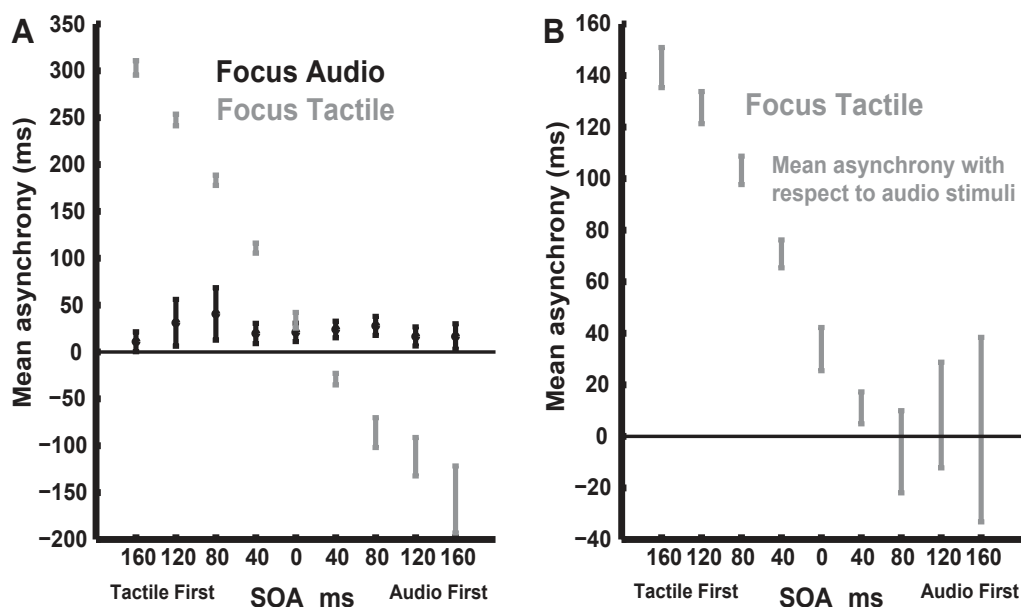 A
Mean asynchrony (ms)
350
300
250
200
150
100
50
0
−50
−100
−150
−200
Focus Audio
Focus Tactile
160 120 80 40 0 40 80 120 160
Tactile First SOA ms Audio First
B
Mean asynchrony (ms)
160
140
120
100
80
60
40
20
0
−20
−40
Focus Tactile
Mean asynchrony with
respect to audio stimuli
160 120 80 40 0 40 80 120 160
Tactile First SOA ms Audio First